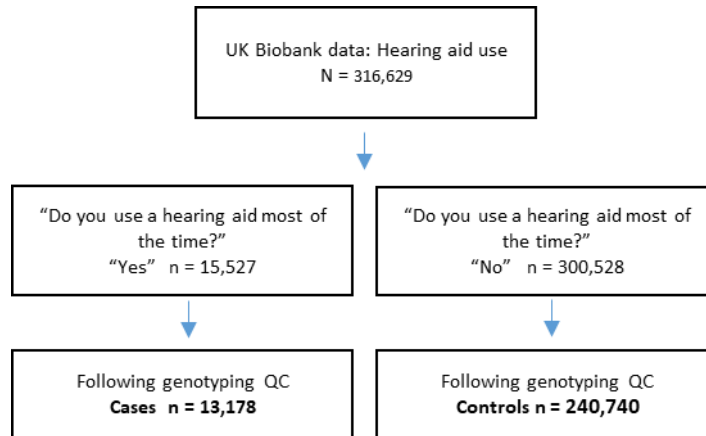 UK Biobank data: Hearing aid use
N = 316,629
“Do you use a hearing aid most of
the time?”
“Yes”  n = 15,527
“Do you use a hearing aid most of
the time?”
“No”  n = 300,528
Following genotyping QC
Cases  n = 13,178
Following genotyping QC
Controls n = 240,740